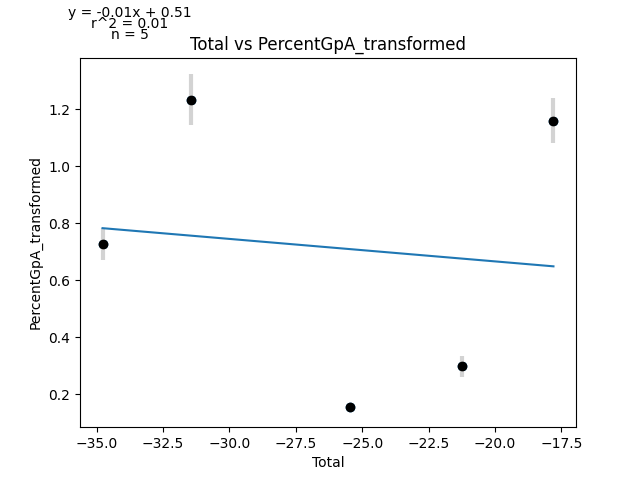 y = -0.01x + 0.51
r^2 = 0.01
n = 5
Total vs PercentGpA_transformed
PercentGpA_transformed
1.2
1.0
0.8
0.6
0.4
0.2
−35.0 −32.5 −30.0 −27.5 −25.0 −22.5 −20.0 −17.5
Total